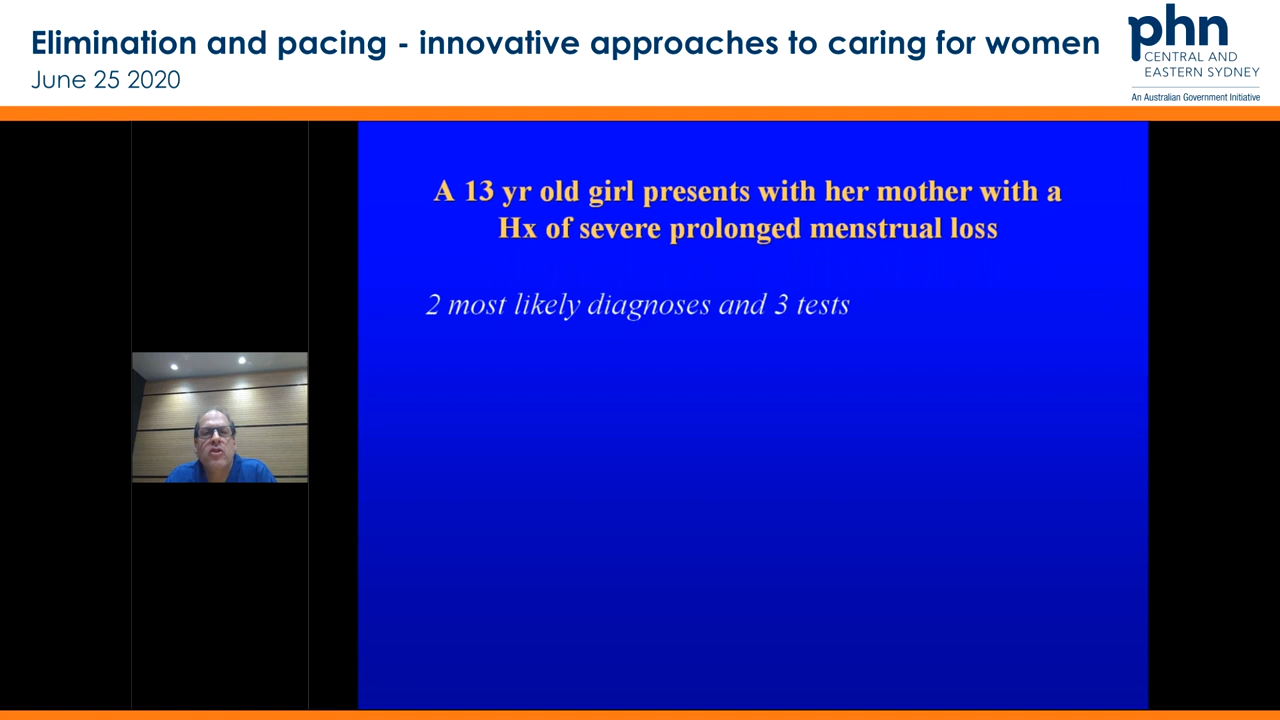 Elimination and pacing - innovative approaches to caring for women
June 25 2020
phn
CENTRAL AND
EASTERN SYDNEY
An Australian Government Initiative
A 13 yr old girl presents with her mother with a
Hx of severe prolonged menstrual loss
2 most likely diagnoses and 3 tests